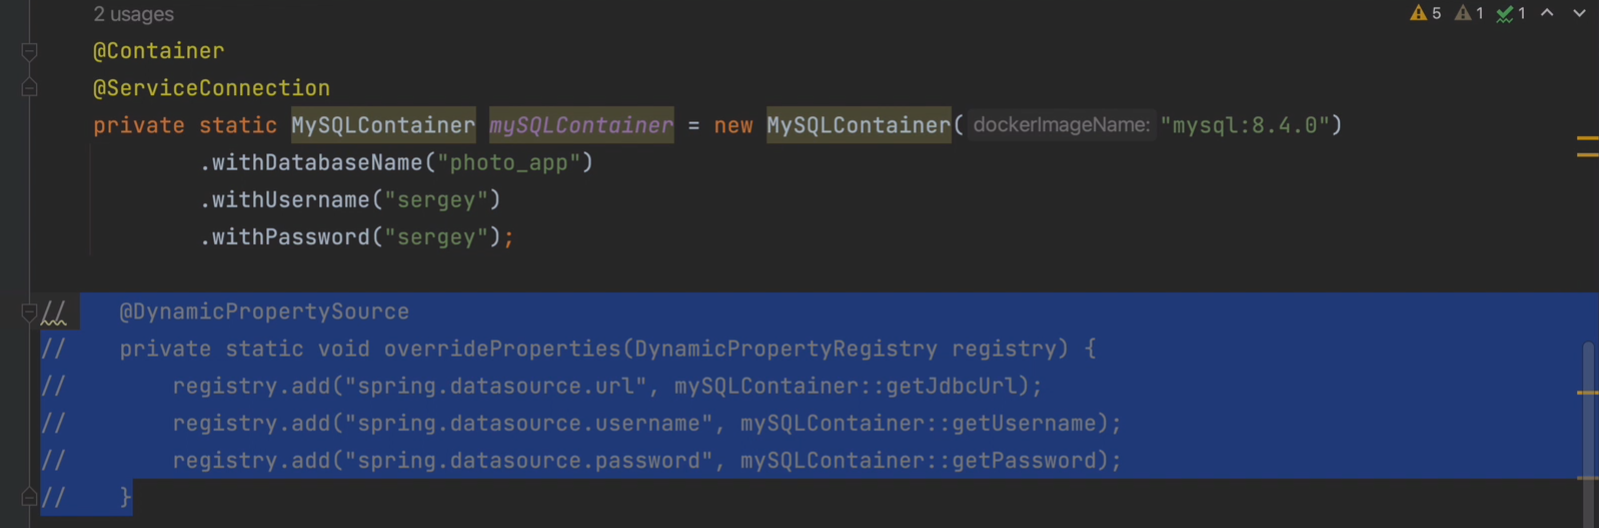 2 usages
5 1 1
@Container
@ServiceConnection
private static MySQLContainer mySQLContainer = new MySQLContainer( dockerImageName: "mysql:8.4.0")
.withDatabaseName("photo_app")
.withUsername("sergey")
.withPassword("sergey");
// @DynamicPropertySource
// private static void overrideProperties(DynamicPropertyRegistry registry) {
// registry.add("spring.datasource.url", mySQLContainer::getJdbcUrl);
// registry.add("spring.datasource.username", mySQLContainer::getUsername);
// registry.add("spring.datasource.password", mySQLContainer::getPassword);
// }